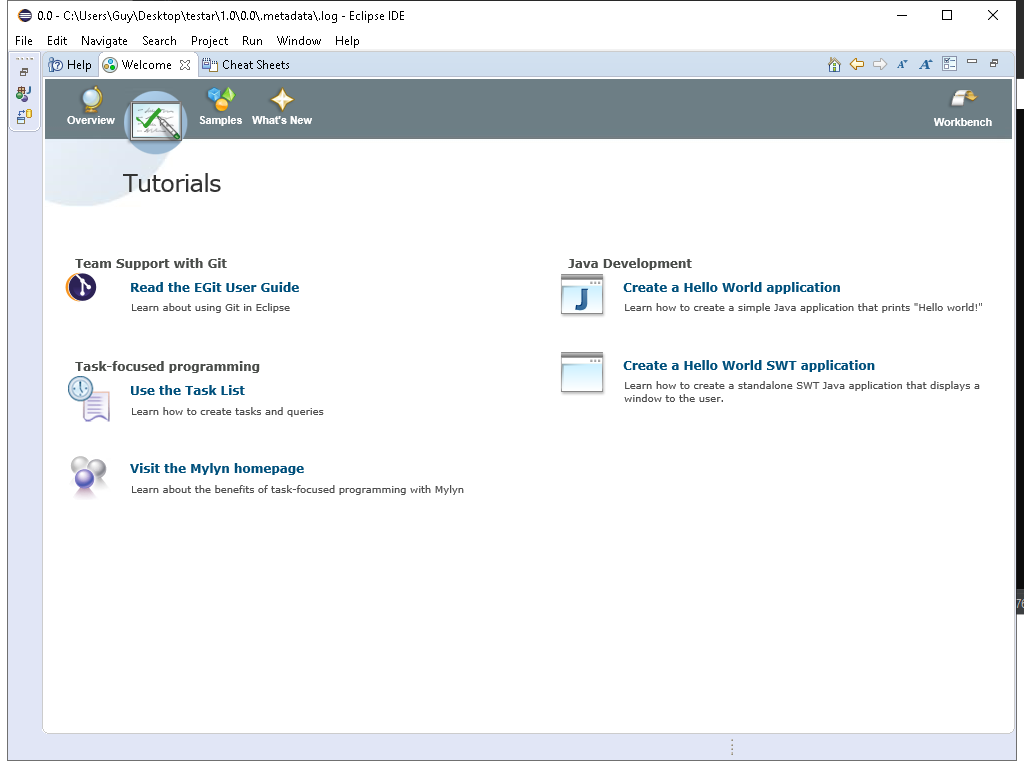 0.0 - C:\Users\Guy\Desktop\testar\1.0\0.0\.metadata\.log - Eclipse IDE
File Edit Navigate Search Project Run Window Help
Help Welcome Cheat Sheets
Overview Samples What's New Workbench
Tutorials
Team Support with Git
Read the EGit User Guide
Learn about using Git in Eclipse
Task-focused programming
Use the Task List
Learn how to create tasks and queries
Visit the Mylyn homepage
Learn about the benefits of task-focused programming with Mylyn
Java Development
Create a Hello World application
Learn how to create a simple Java application that prints "Hello world!"
Create a Hello World SWT application
Learn how to create a standalone SWT Java application that displays a
window to the user.